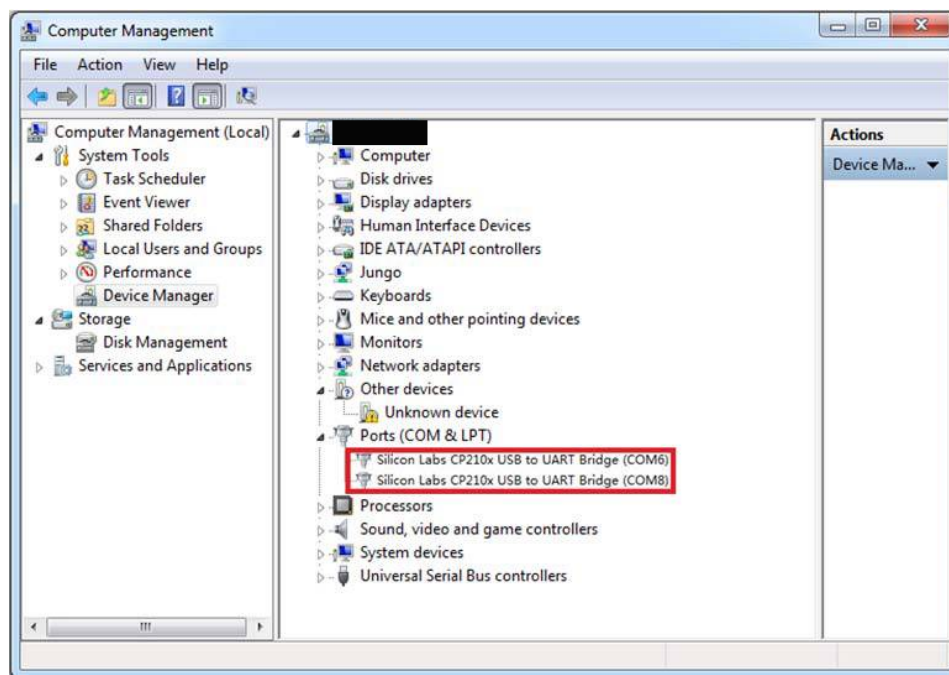 Computer Management
File Action View Help
Computer Management (Local)
System Tools
Task Scheduler
Event Viewer
Shared Folders
Local Users and Groups
Performance
Device Manager
Storage
Disk Management
Services and Applications
Computer
Disk drives
Display adapters
Human Interface Devices
IDE ATA/ATAPI controllers
Jungo
Keyboards
Mice and other pointing devices
Monitors
Network adapters
Other devices
Unknown device
Ports (COM & LPT)
Silicon Labs CP210x USB to UART Bridge (COM6)
Silicon Labs CP210x USB to UART Bridge (COM8)
Processors
Sound, video and game controllers
System devices
Universal Serial Bus controllers
Actions
Device Ma...